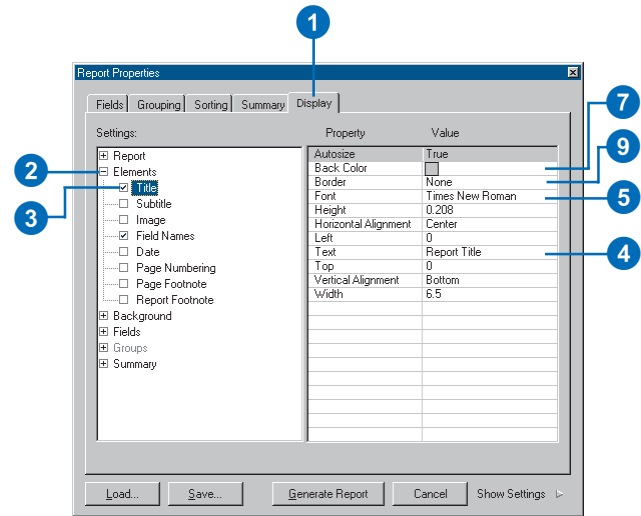 1
Report Properties
Fields Grouping Sorting Summary Display
7
Settings: Property Value
9
Report
Autosize True
2
Elements
Back Color
Title
Border None
3
Subtitle
Font Times New Roman
5
Image
Height 0.208
Field Names
Horizontal Alignment Center
Date
Left 0
Page Numbering
Text Report Title
4
Page Footnote
Top 0
Report Footnote
Vertical Alignment Bottom
Background
Width 6.5
Fields
Groups
Summary
Load... Save... Generate Report Cancel Show Settings